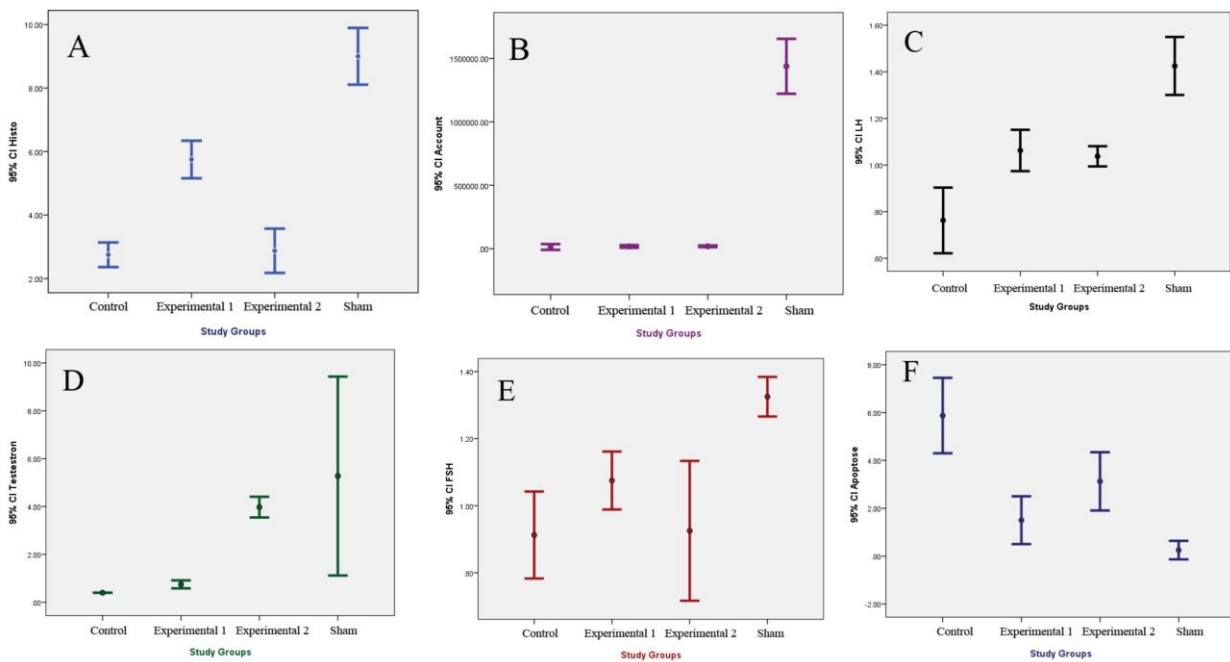 A
95% CI Histo
10.00
8.00
6.00
4.00
2.00
Control Experimental 1 Experimental 2 Sham
Study Groups
B
95% CI Account
1500000.00
1000000.00
500000.00
.00
Control Experimental 1 Experimental 2 Sham
Study Groups
C
95% CI LH
1.60
1.40
1.20
1.00
.80
.60
Control Experimental 1 Experimental 2 Sham
Study Groups
D
95% CI Testestron
10.00
8.00
6.00
4.00
2.00
.00
Control Experimental 1 Experimental 2 Sham
Study Groups
E
95% CI FSH
1.40
1.20
1.00
.80
Control Experimental 1 Experimental 2 Sham
Study Groups
F
95% CI Apoptose
8.00
6.00
4.00
2.00
.00
-2.00
Control Experimental 1 Experimental 2 Sham
Study Groups